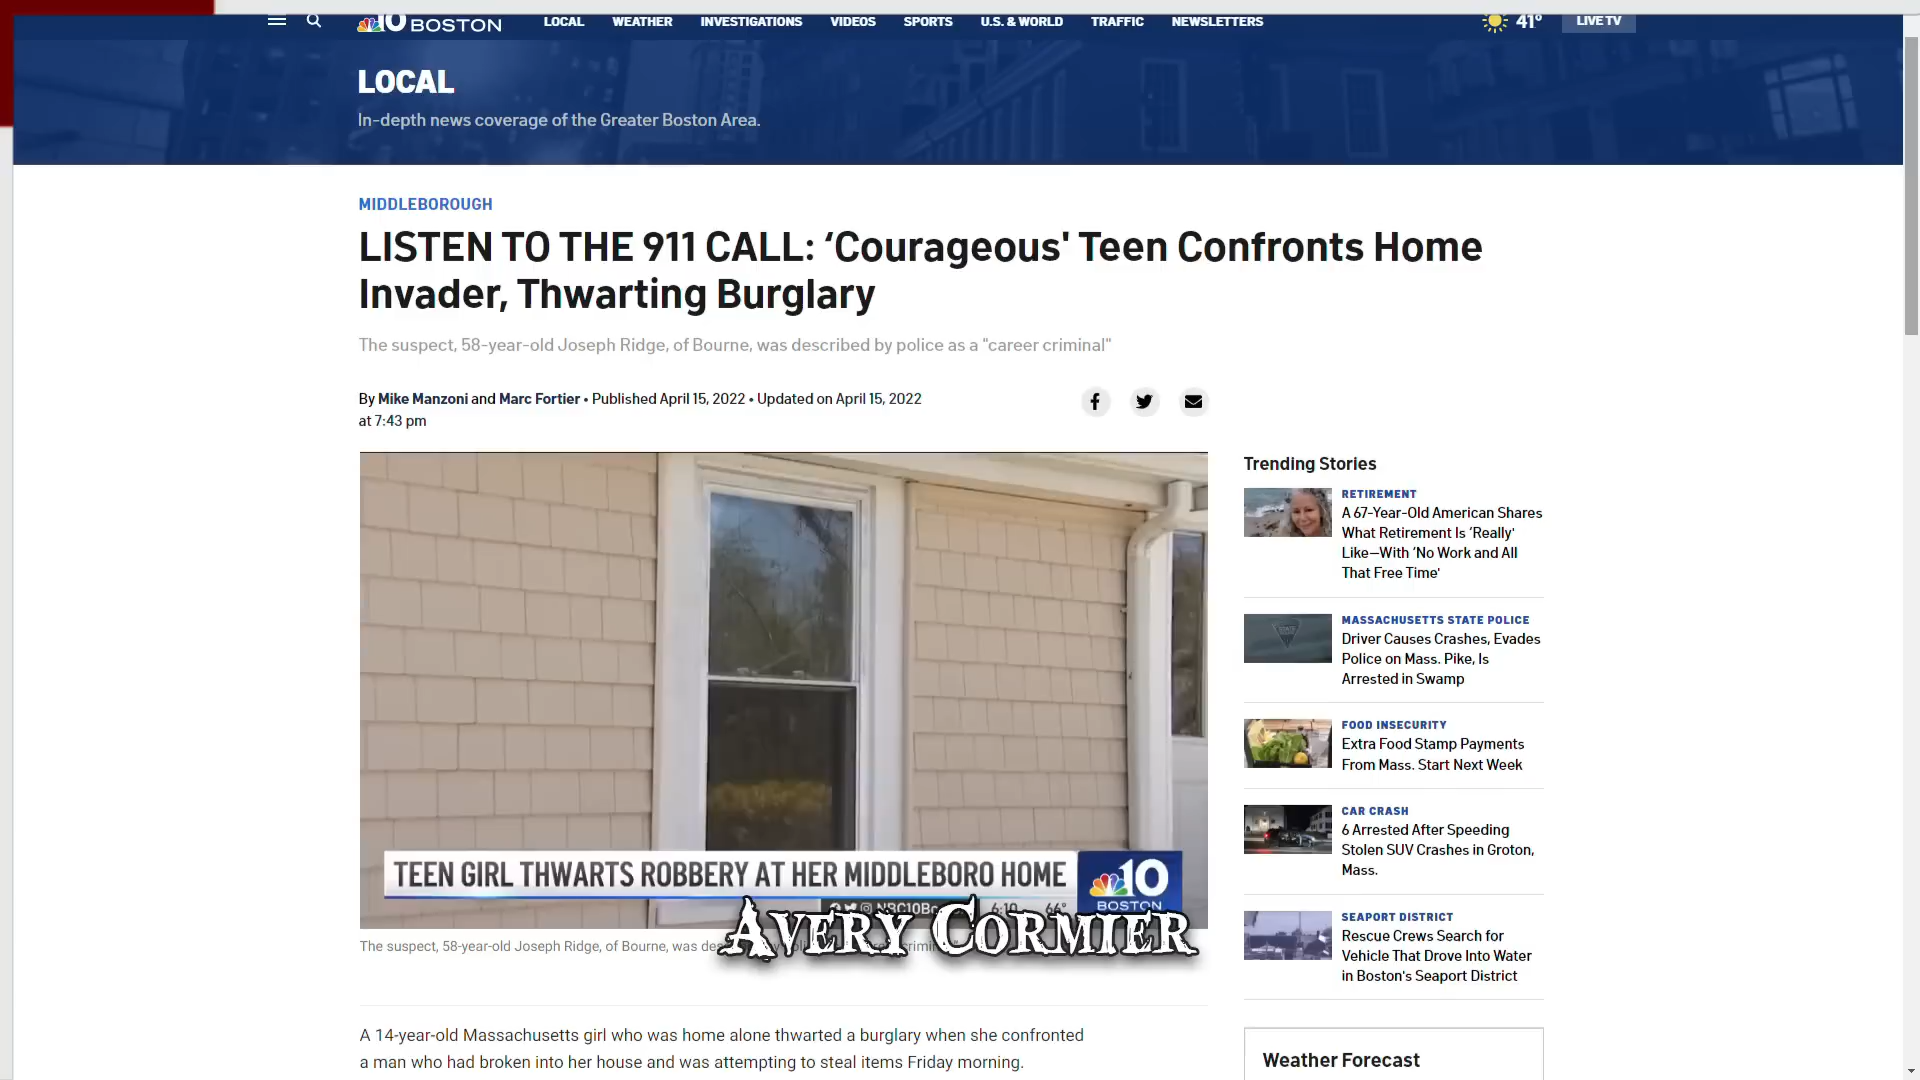 10 BOSTON
LOCAL
WEATHER
INVESTIGATIONS
VIDEOS
SPORTS
U.S. & WORLD
TRAFFIC
NEWSLETTERS
41°
LIVE TV
LOCAL
In-depth news coverage of the Greater Boston Area.
MIDDLEBOROUGH
LISTEN TO THE 911 CALL: ‘Courageous' Teen Confronts Home
Invader, Thwarting Burglary
The suspect, 58-year-old Joseph Ridge, of Bourne, was described by police as a "career criminal"
By Mike Manzoni and Marc Fortier • Published April 15, 2022 • Updated on April 15, 2022
at 7:43 pm
TEEN GIRL THWARTS ROBBERY AT HER MIDDLEBORO HOME
10
BOSTON
6:10 66°
AVERY CORMIER
The suspect, 58-year-old Joseph Ridge, of Bourne, was
A 14-year-old Massachusetts girl who was home alone thwarted a burglary when she confronted
a man who had broken into her house and was attempting to steal items Friday morning.
Trending Stories
RETIREMENT
A 67-Year-Old American Shares
What Retirement Is ‘Really'
Like—With ‘No Work and All
That Free Time'
MASSACHUSETTS STATE POLICE
Driver Causes Crashes, Evades
Police on Mass. Pike, Is
Arrested in Swamp
FOOD INSECURITY
Extra Food Stamp Payments
From Mass. Start Next Week
CAR CRASH
6 Arrested After Speeding
Stolen SUV Crashes in Groton,
Mass.
SEAPORT DISTRICT
Rescue Crews Search for
Vehicle That Drove Into Water
in Boston's Seaport District
Weather Forecast